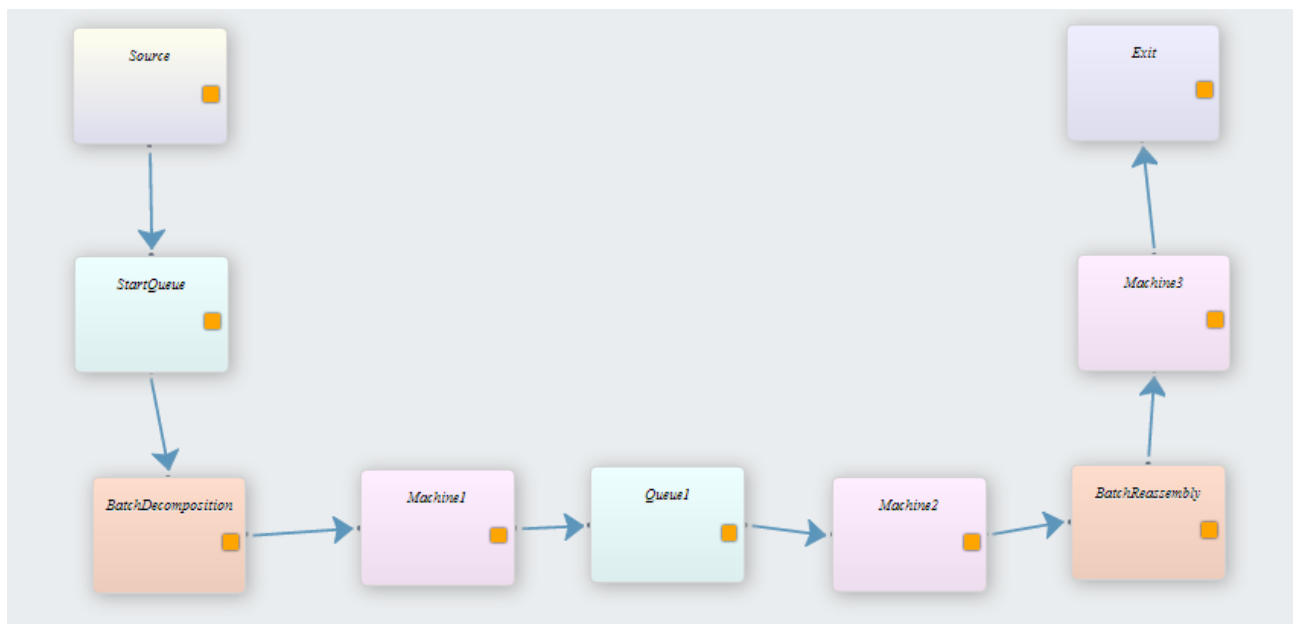 Source
Exit
StartQueue
Machine3
BatchDecomposition
Machine1
Queue1
Machine2
BatchReassembly